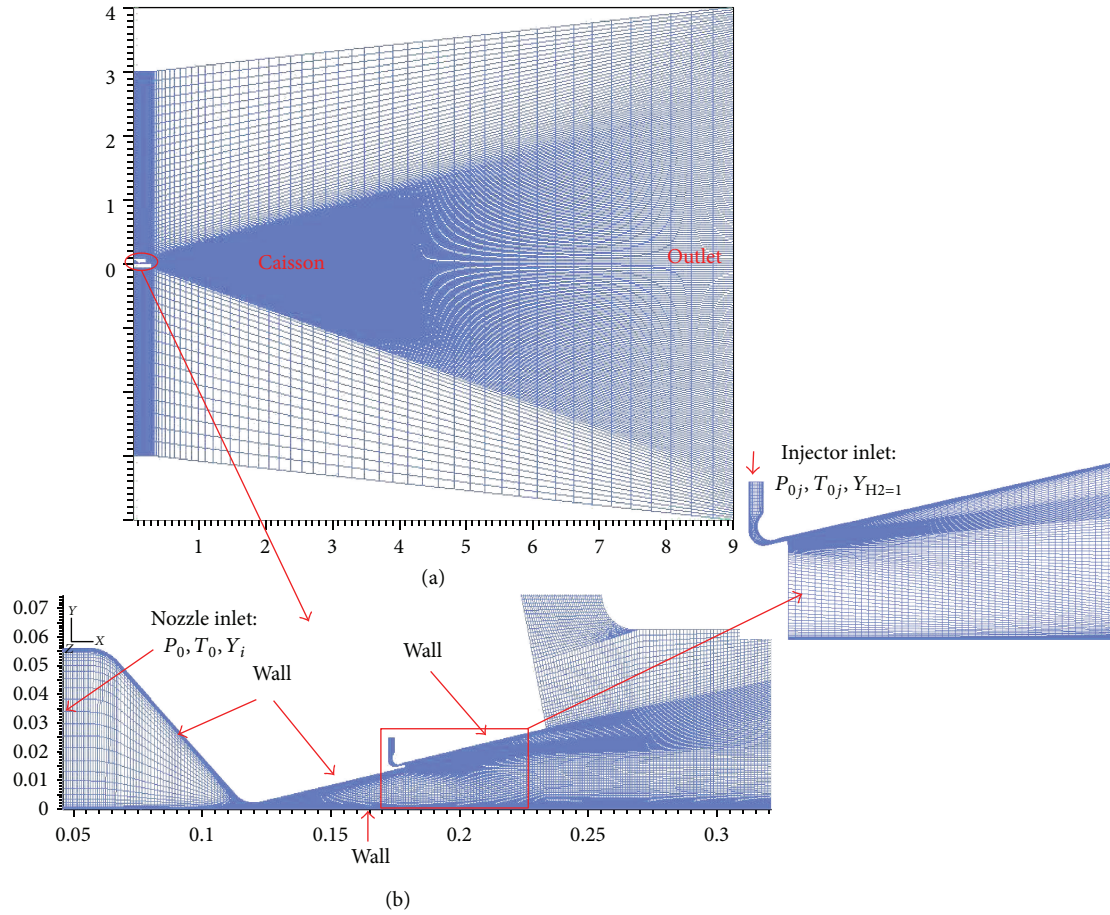 4
3
2
1
0
Caisson
Outlet
1
2
3
4
5
6
7
8
9
(a)
Injector inlet:
P0j, T0j, YH2=1
0.07
0.06
0.05
0.04
0.03
0.02
0.01
0
Y
X
Z
Nozzle inlet:
P0, T0, Yi
Wall
Wall
0.05
0.1
0.15
0.2
0.25
0.3
Wall
(b)